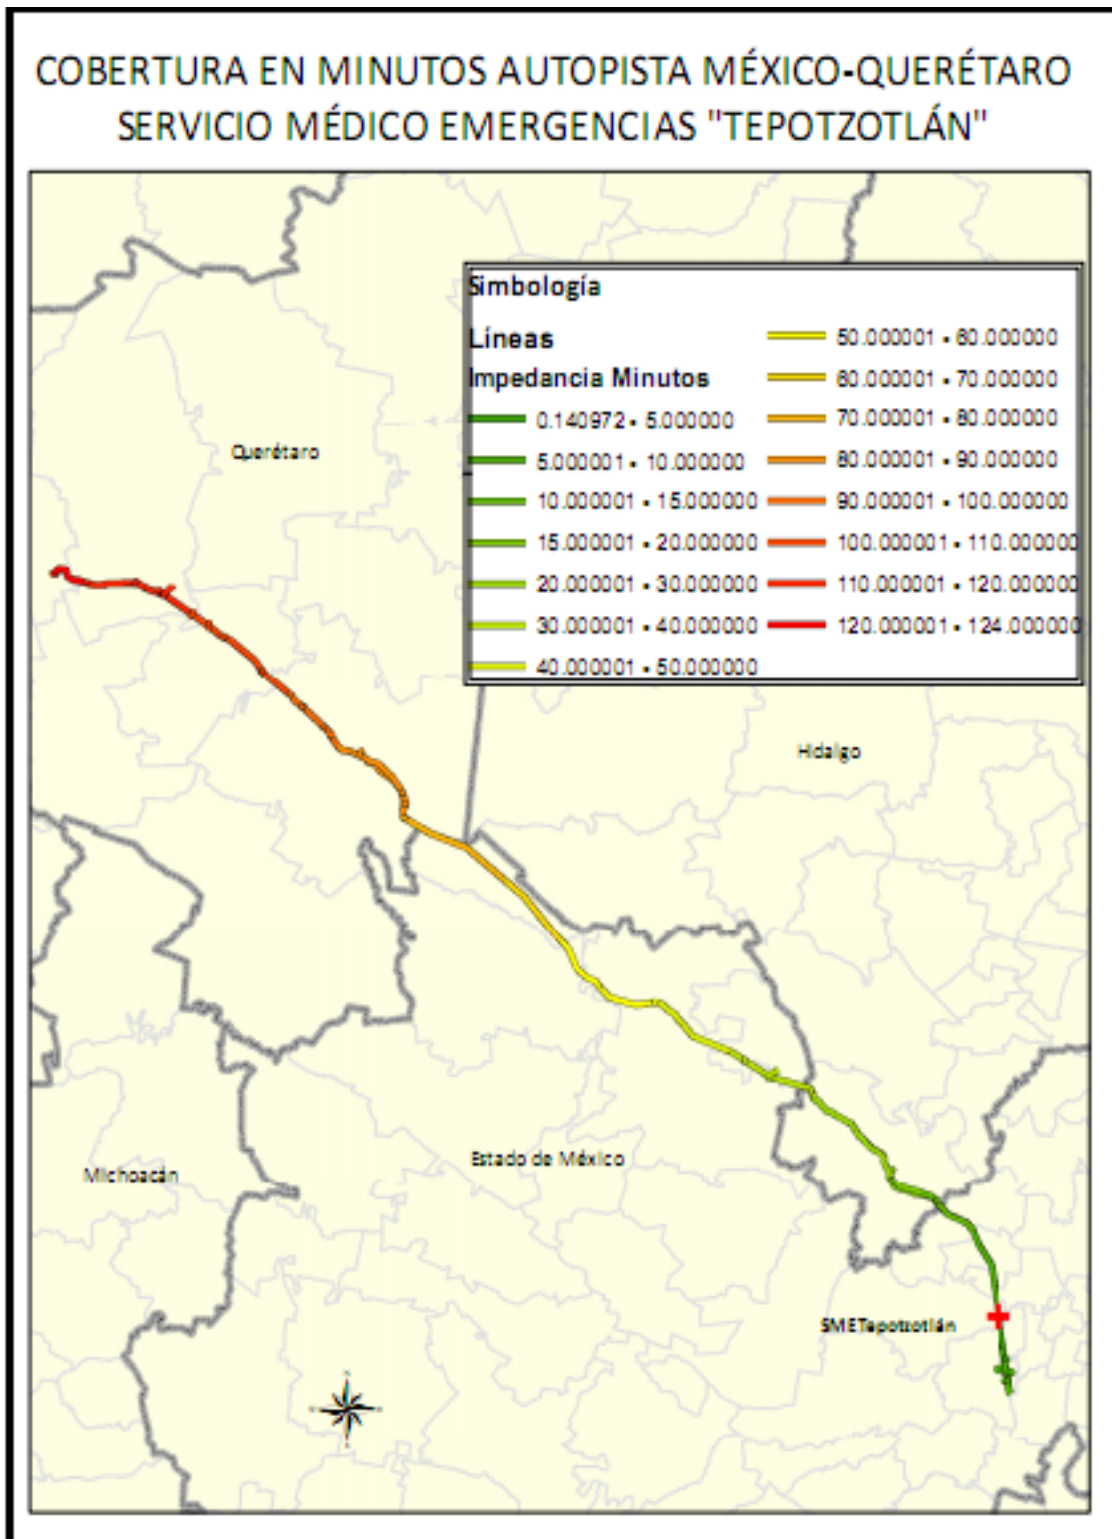 COBERTURA EN MINUTOS AUTOPISTA MÉXICO-QUERÉTARO
SERVICIO MÉDICO EMERGENCIAS "TEPOTZOTLÁN"
Simbología
Líneas
Impedancia Minutos
0.140972 - 5.000000
5.000001 - 10.000000
10.000001 - 15.000000
15.000001 - 20.000000
20.000001 - 30.000000
30.000001 - 40.000000
40.000001 - 50.000000
50.000001 - 60.000000
60.000001 - 70.000000
70.000001 - 80.000000
80.000001 - 90.000000
90.000001 - 100.000000
100.000001 - 110.000000
110.000001 - 120.000000
120.000001 - 124.000000
Querétaro
Hidalgo
Estado de México
Michoacán
SMETepotzotlán